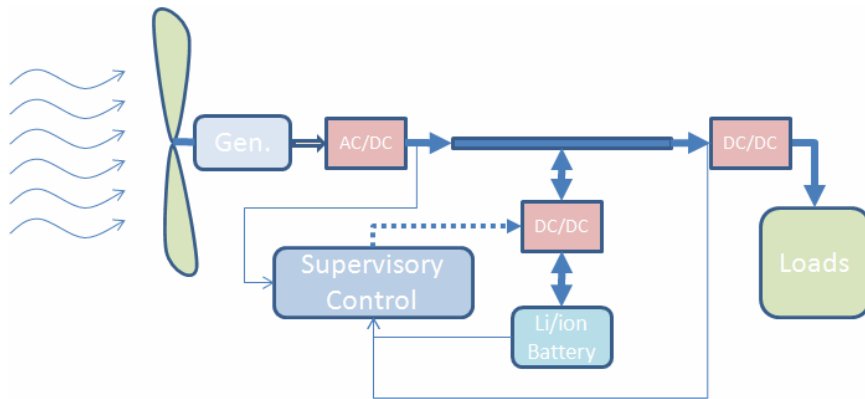 Gen.
AC/DC
DC/DC
DC/DC
Supervisory
Control
Loads
Li/ion
Battery